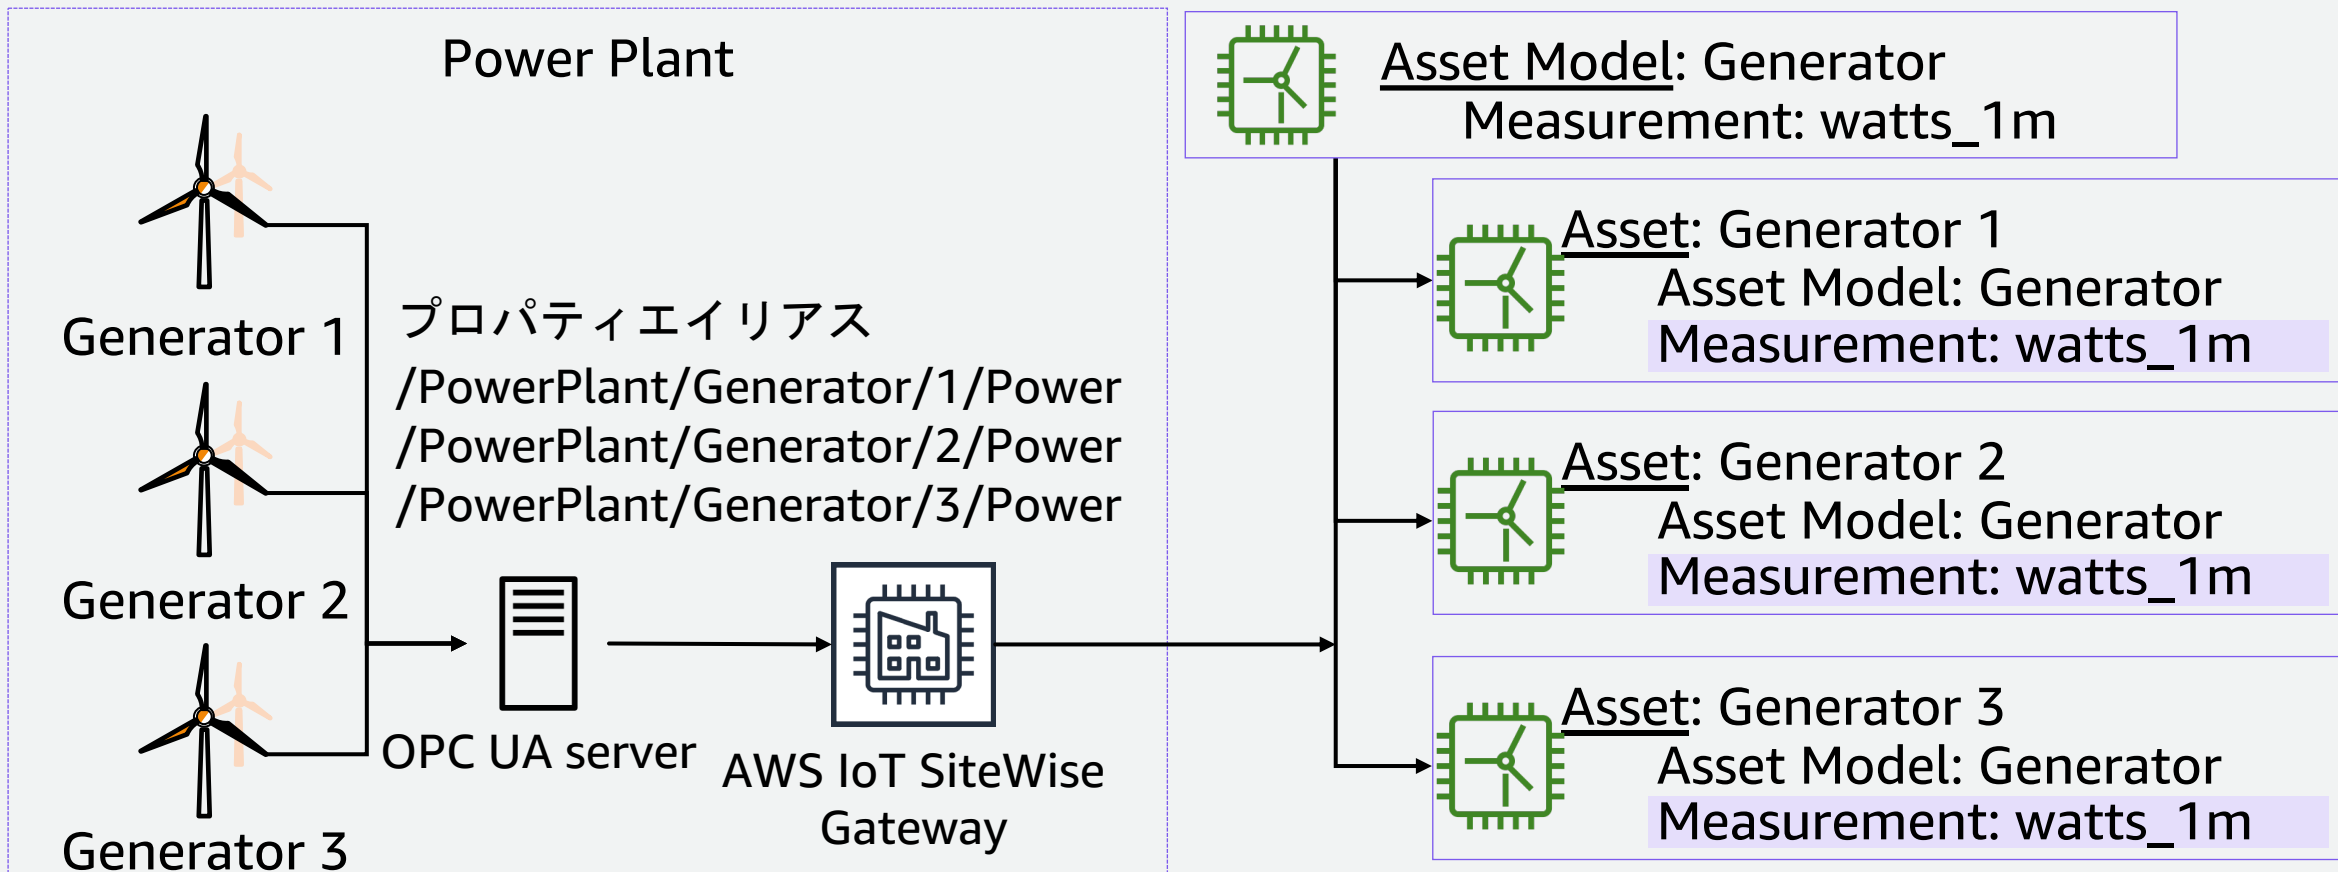 Power Plant
Generator 1
Generator 2
Generator 3
プロパティエイリアス
/PowerPlant/Generator/1/Power
/PowerPlant/Generator/2/Power
/PowerPlant/Generator/3/Power
OPC UA server
AWS IoT SiteWise
Gateway
Asset Model: Generator
Measurement: watts_1m
Asset: Generator 1
Asset Model: Generator
Measurement: watts_1m
Asset: Generator 2
Asset Model: Generator
Measurement: watts_1m
Asset: Generator 3
Asset Model: Generator
Measurement: watts_1m